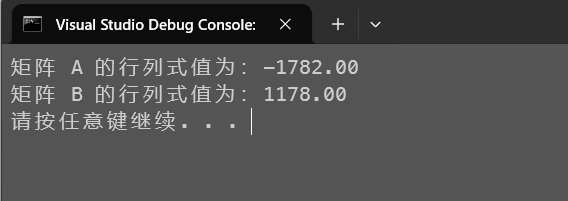 Visual Studio Debug Console:
矩阵 A 的行列式值为: -1782.00
矩阵 B 的行列式值为: 1178.00
请按任意键继续. . .